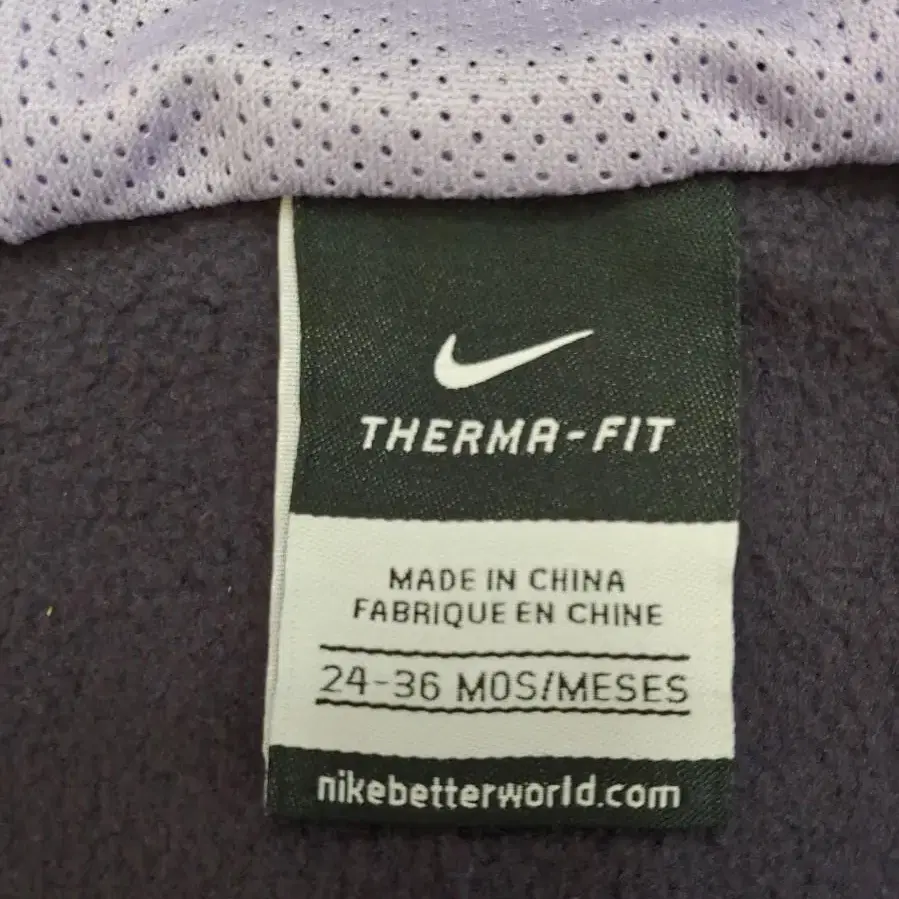 THERMA-FIT
MADE IN CHINA
FABRIQUE EN CHINE
24-36 MOS/MESES
nikebetterworld.com